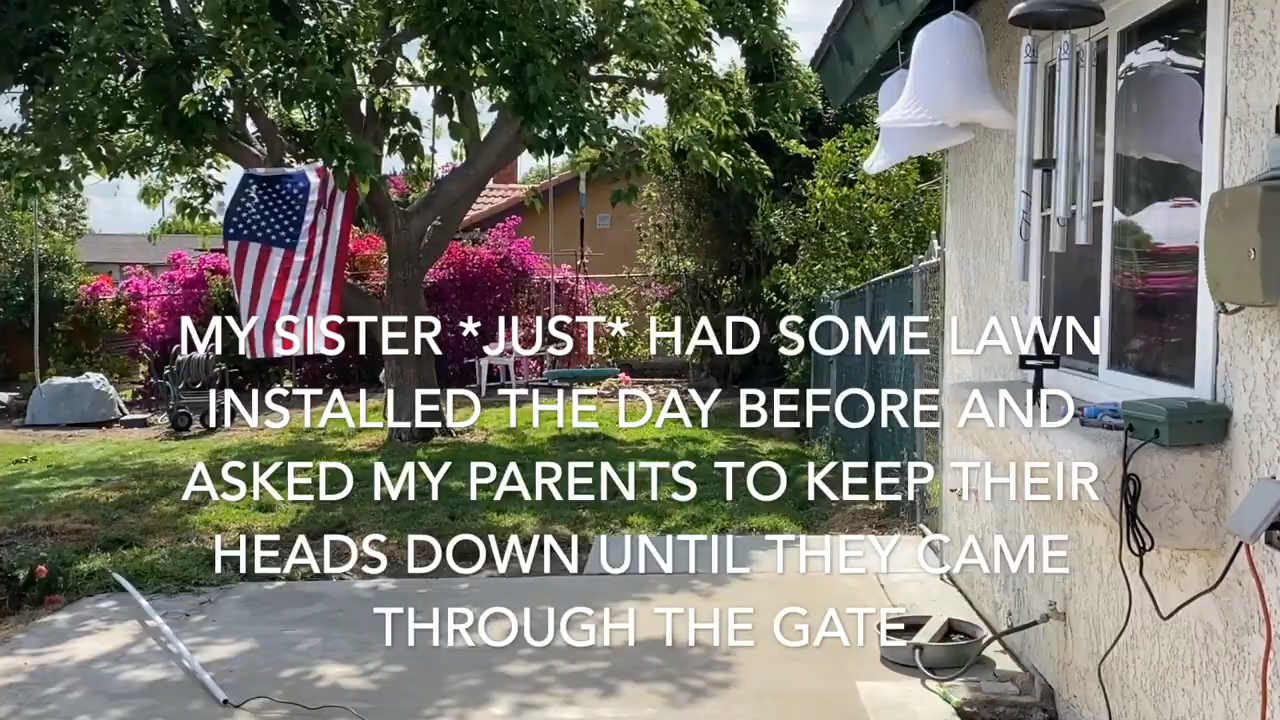 MY SISTER *JUST* HAD SOME LAWN
INSTALLED THE DAY BEFORE AND
ASKED MY PARENTS TO KEEP THEIR
HEADS DOWN UNTIL THEY CAME
THROUGH THE GATE